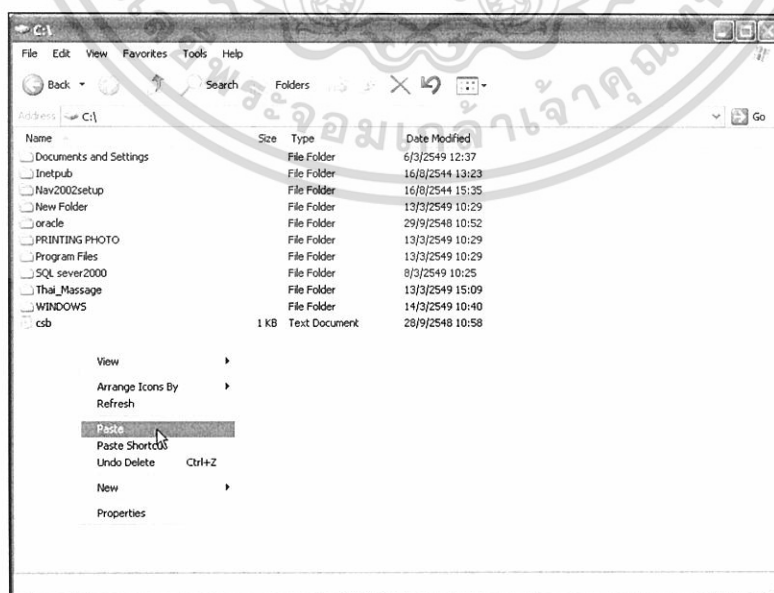 C:\
File Edit View Favorites Tools Help
Back Search Folders
Address C:\ Go
Name Size Type Date Modified
Documents and Settings File Folder 6/3/2549 12:37
Inetpub File Folder 16/8/2544 13:23
Nav2002setup File Folder 16/8/2544 15:35
New Folder File Folder 13/3/2549 10:29
oracle File Folder 29/9/2548 10:52
PRINTING PHOTO File Folder 13/3/2549 10:29
Program Files File Folder 13/3/2549 10:29
SQL sever2000 File Folder 8/3/2549 10:25
Thai_Massage File Folder 13/3/2549 15:09
WINDOWS File Folder 14/3/2549 10:40
csb 1 KB Text Document 28/9/2548 10:58
View
Arrange Icons By
Refresh
Paste
Paste Shortcut
Undo Delete Ctrl+Z
New
Properties